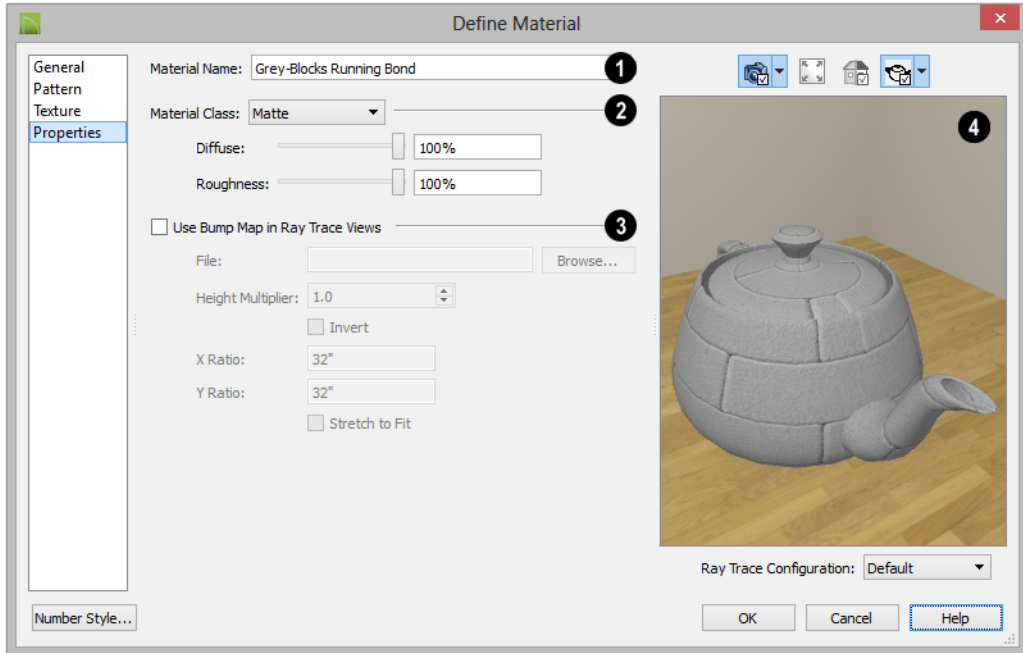 Define Material
General
Pattern
Texture
Properties
Material Name: Grey-Blocks Running Bond 1
Material Class: Matte 2
Diffuse: 100%
Roughness: 100%
Use Bump Map in Ray Trace Views 3
File: Browse...
Height Multiplier: 1.0
Invert
X Ratio: 32"
Y Ratio: 32"
Stretch to Fit
4
Ray Trace Configuration: Default
Number Style... OK Cancel Help